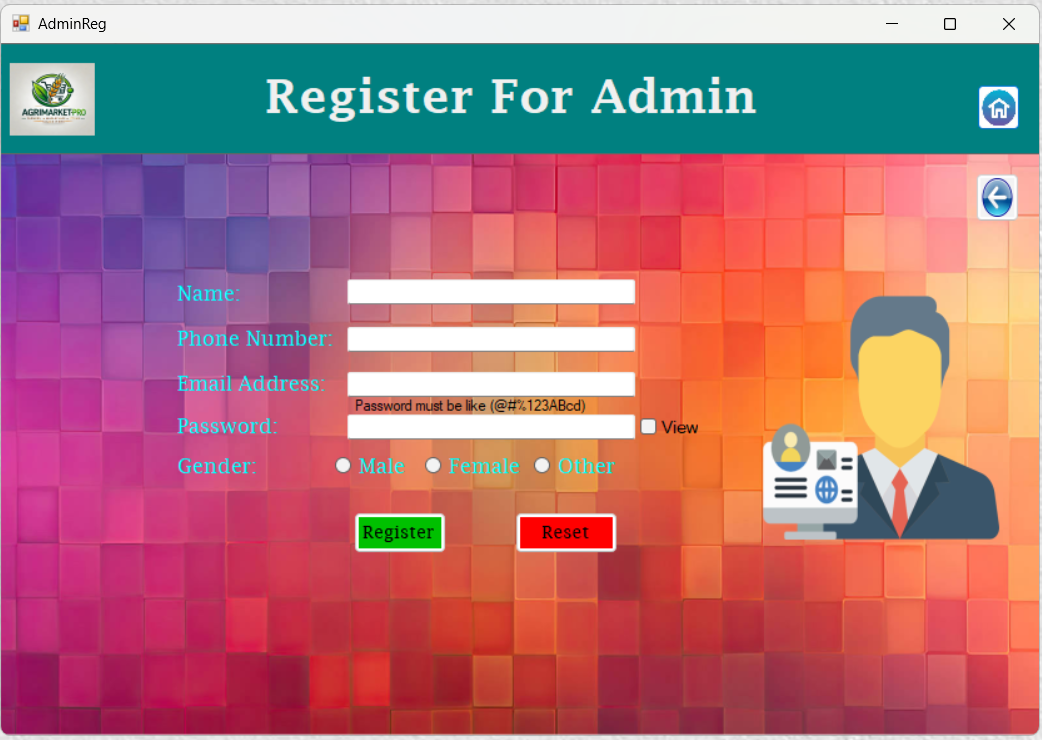 AdminReg
AGRIMARKETPRO
Register For Admin
Name:
Phone Number:
Email Address:
Password must be like (@#%123ABcd)
Password:
View
Gender:
Male Female Other
Register Reset